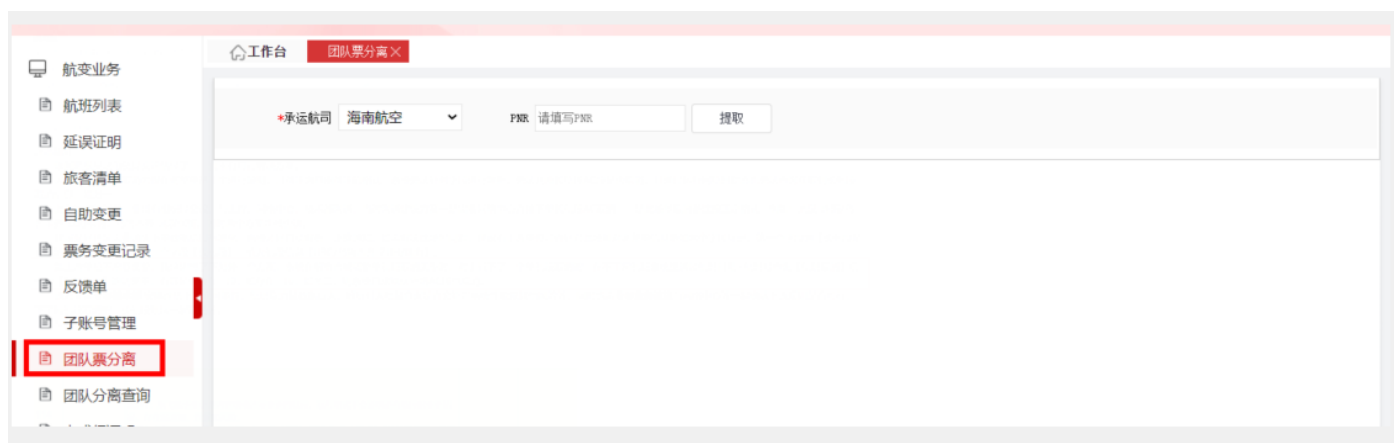 工作台 团队票分离
航变业务
航班列表
*承运航司 海南航空 PNR 请填写PNR 提取
延误证明
旅客清单
自助变更
票务变更记录
反馈单
子账号管理
团队票分离
团队分离查询